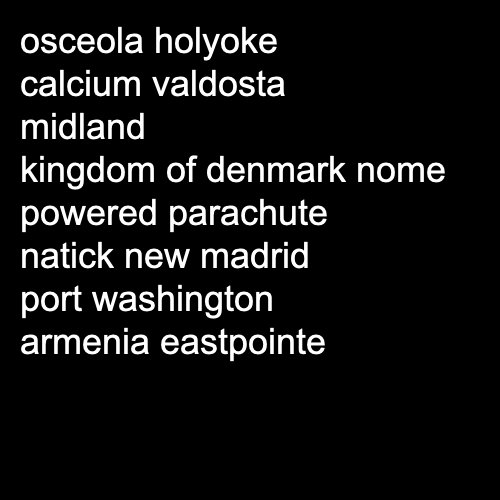 osceola holyoke
calcium valdosta
midland
kingdom of denmark nome
powered parachute
natick new madrid
port washington
armenia eastpointe